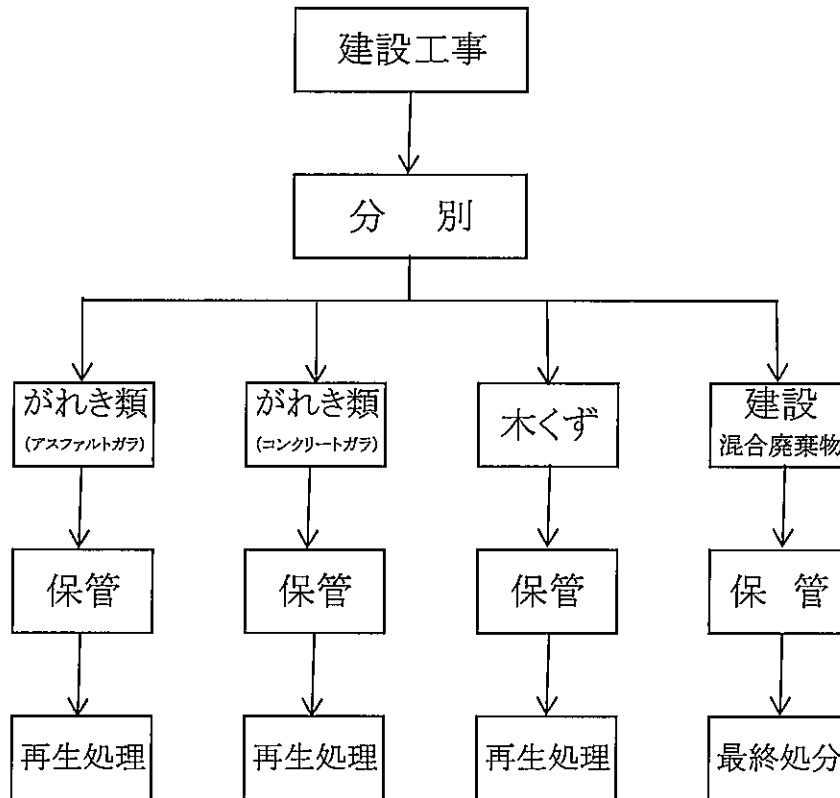 建設工事
分　別
がれき類
(アスファルトガラ)
がれき類
(コンクリートガラ)
木くず
建設
混合廃棄物
保管
保管
保管
保　管
再生処理
再生処理
再生処理
最終処分